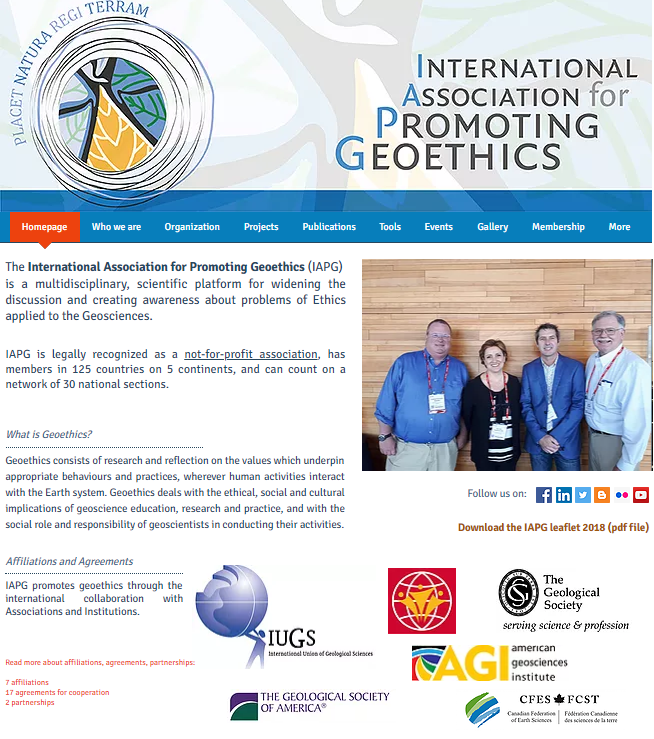 PLACET NATURA REGI TERRAM
INTERNATIONAL
ASSOCIATION for
PROMOTING
GEOETHICS
Homepage Who we are Organization Projects Publications Tools Events Gallery Membership More
The International Association for Promoting Geoethics (IAPG)
is a multidisciplinary, scientific platform for widening the
discussion and creating awareness about problems of Ethics
applied to the Geosciences.
IAPG is legally recognized as a not-for-profit association, has
members in 125 countries on 5 continents, and can count on a
network of 30 national sections.
What is Geoethics?
Geoethics consists of research and reflection on the values which underpin
appropriate behaviours and practices, wherever human activities interact
with the Earth system. Geoethics deals with the ethical, social and cultural
implications of geoscience education, research and practice, and with the
social role and responsibility of geoscientists in conducting their activities.
Follow us on:
Download the IAPG leaflet 2018 (pdf file)
Affiliations and Agreements
IAPG promotes geoethics through the
international collaboration with
Associations and Institutions.
Read more about affiliations, agreements, partnerships:
7 affiliations
17 agreements for cooperation
2 partnerships
IUGS
International Union of Geological Sciences
The
Geological
Society
serving science & profession
AGI american
geosciences
institute
THE GEOLOGICAL SOCIETY
OF AMERICA®
CFES FCST
Canadian Federation
of Earth Sciences
Fédération Canadienne
des sciences de la terre